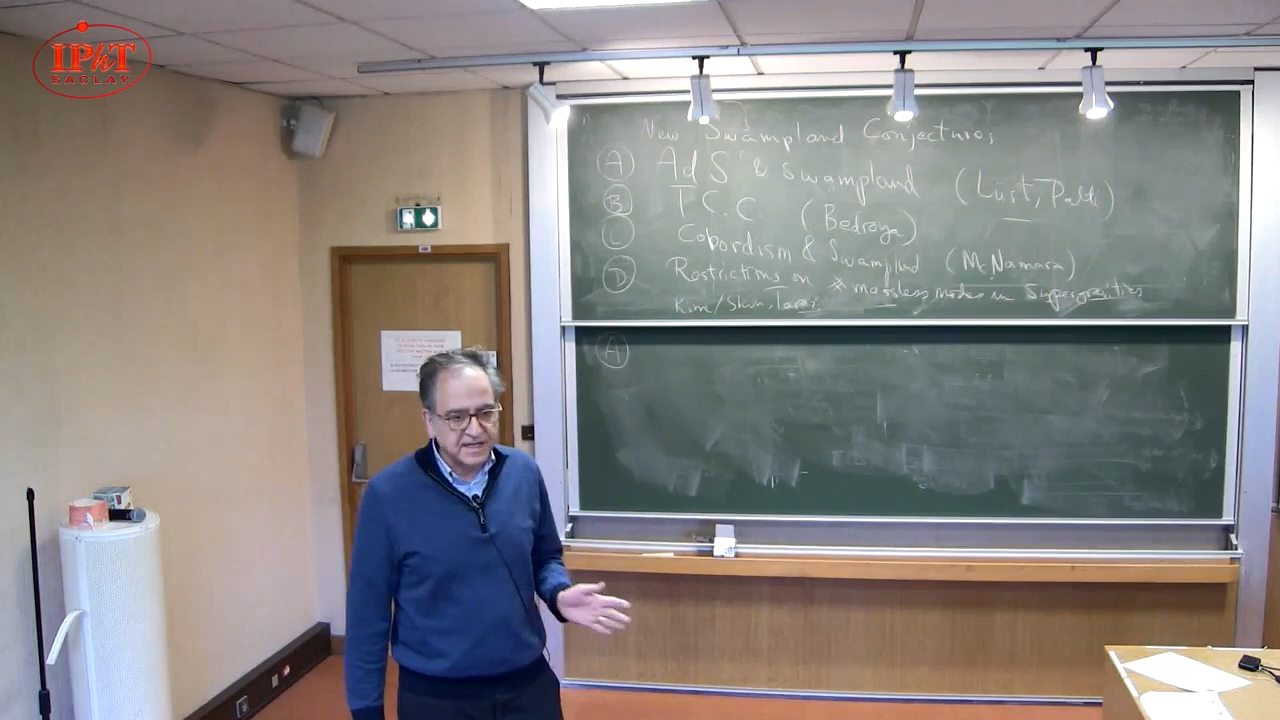 IPhT
SACLAY
New Swampland Conjectures
(A) AdS & Swampland (Lüst, Palti)
(B) T.C.C. (Bedroya)
(C) Cobordism & Swampland (McNamara)
(D) Restrictions on # massless modes in Supergravities
Kim/Shiu,
(A)